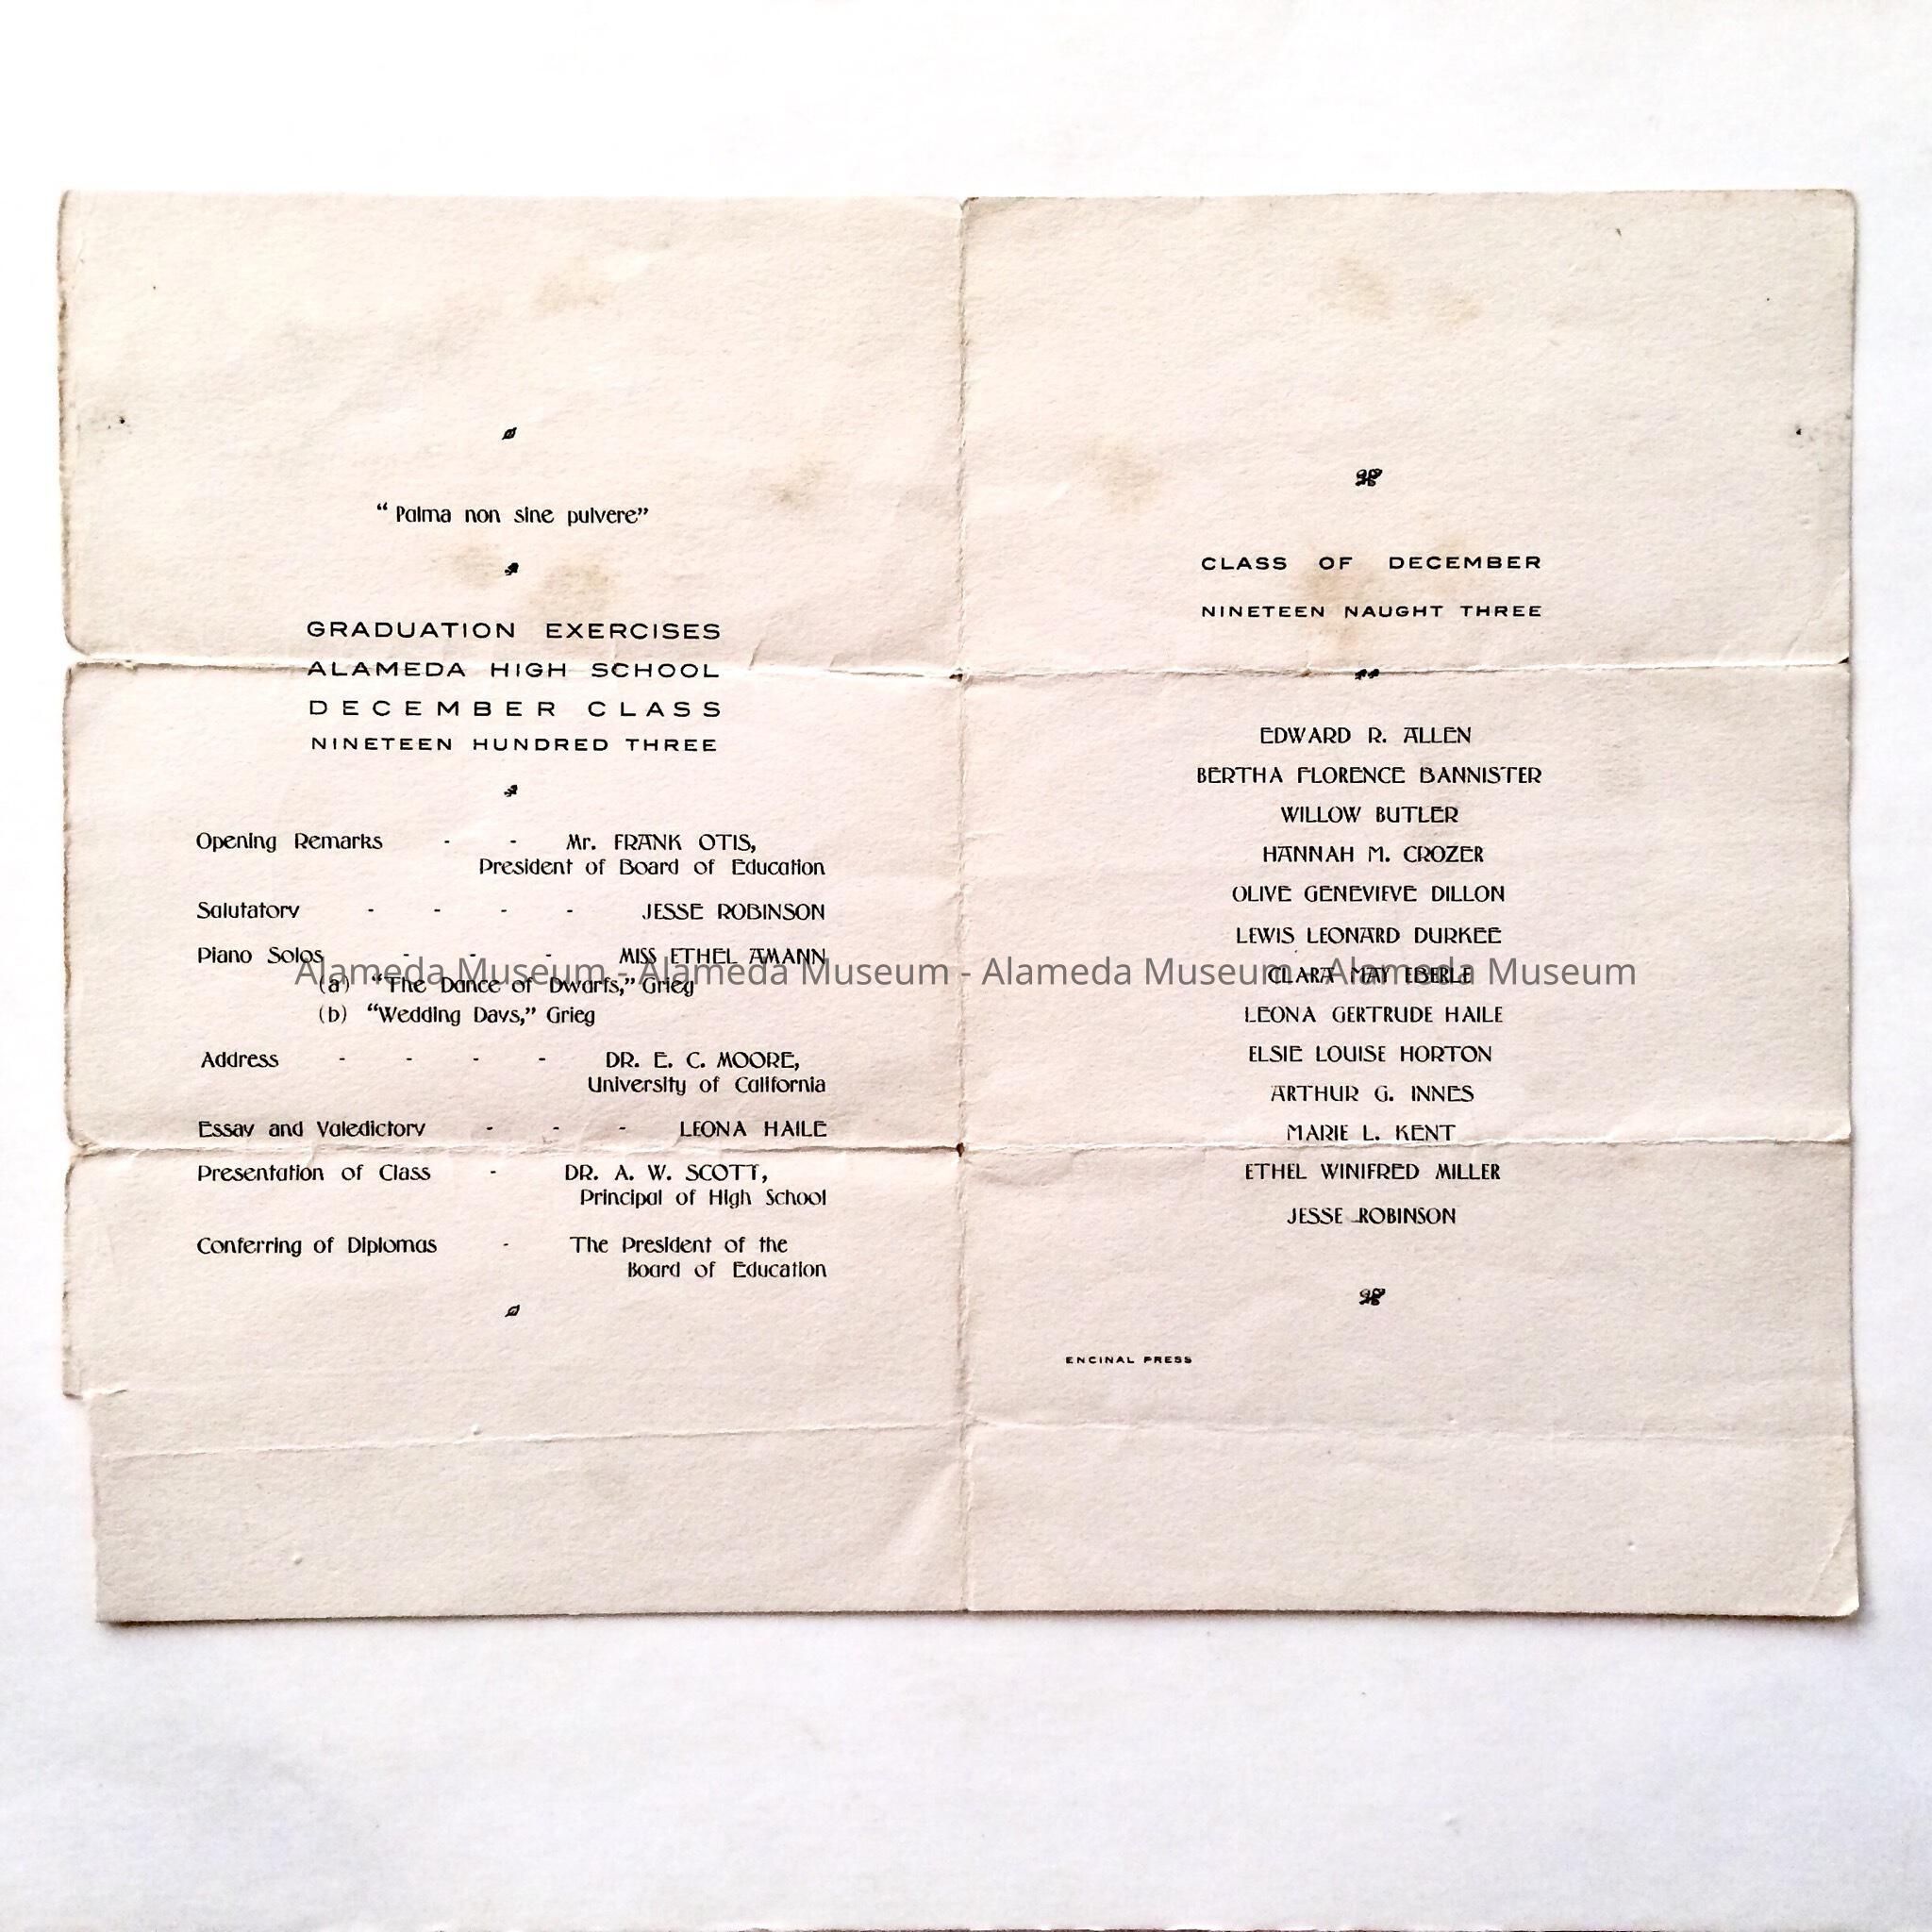 “Palma non sine pulvere”
GRADUATION EXERCISES
ALAMEDA HIGH SCHOOL
DECEMBER CLASS
NINETEEN HUNDRED THREE
Opening Remarks - - Mr. FRANK OTIS,
President of Board of Education
Salutatory - - - - JESSE ROBINSON
Piano Solos - - - MISS ETHEL AMANN
(a) “The Dance of Dwarfs,” Grieg
(b) “Wedding Days,” Grieg
Address - - - - DR. E. C. MOORE,
University of California
Essay and Valedictory - - - LEONA HAILE
Presentation of Class - DR. A. W. SCOTT,
Principal of High School
Conferring of Diplomas - The President of the
Board of Education
CLASS OF DECEMBER
NINETEEN NAUGHT THREE
EDWARD R. ALLEN
BERTHA FLORENCE BANNISTER
WILLOW BUTLER
HANNAH M. CROZER
OLIVE GENEVIEVE DILLON
LEWIS LEONARD DURKEE
CLARA MAY EBERLE
LEONA GERTRUDE HAILE
ELSIE LOUISE HORTON
ARTHUR G. INNES
MARIE L. KENT
ETHEL WINIFRED MILLER
JESSE ROBINSON
ENCINAL PRESS
Alameda Museum - Alameda Museum - Alameda Museum - Alameda Museum